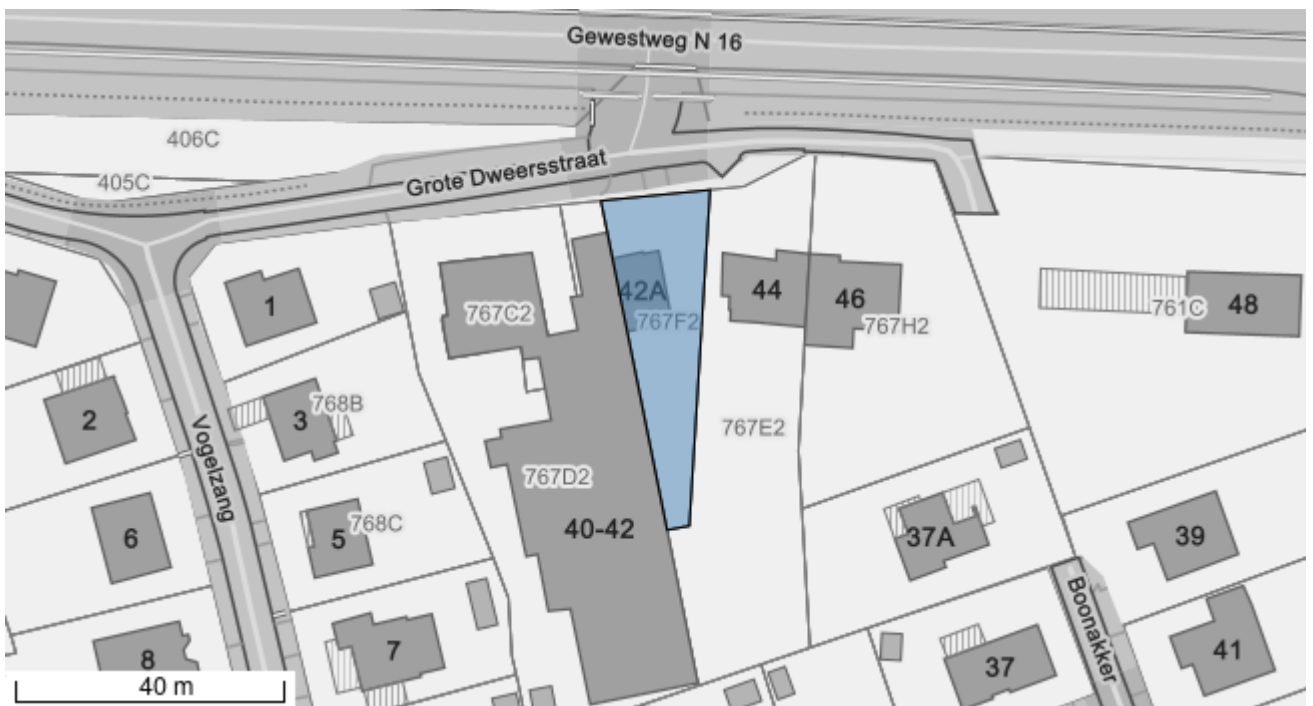 Gewestweg N 16
406C
405C
Grote Dweersstraat
1
767C2
42A
767F2
44
46
767H2
761C
48
2
3
768B
Vogelzang
767E2
767D2
6
5
768C
40-42
37A
39
Boonakker
8
7
37
41
40 m